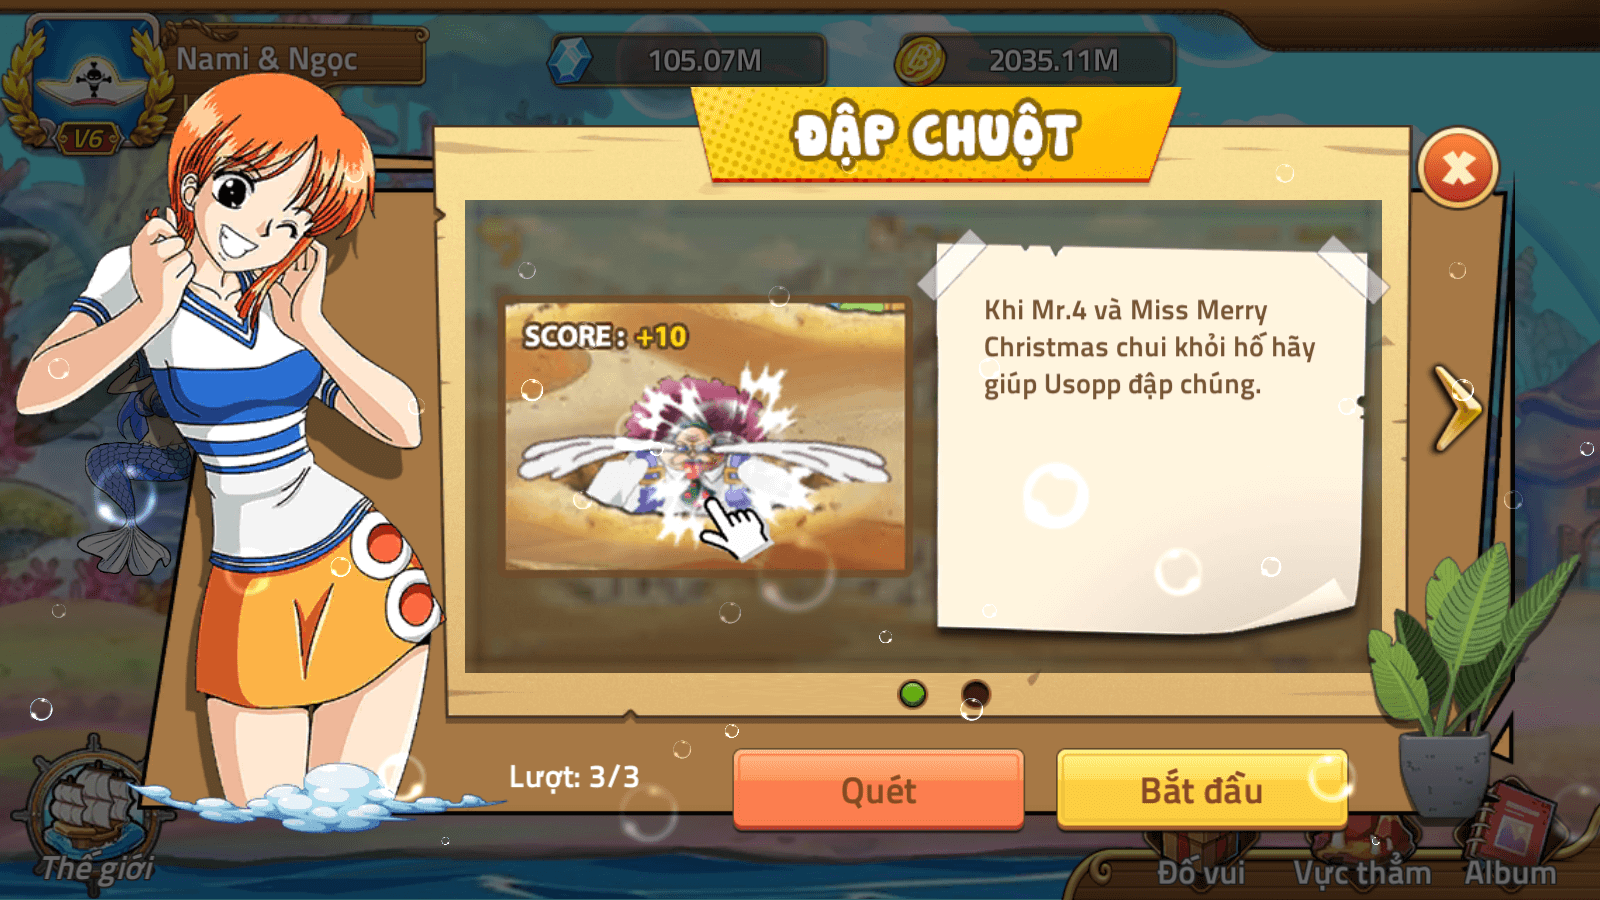 Nami & Ngọc
105.07M
2035.11M
V6
ĐẬP CHUỘT
SCORE: +10
Khi Mr.4 và Miss Merry
Christmas chui khỏi hố hãy
giúp Usopp đập chúng.
Lượt: 3/3
Quét
Bắt đầu
Thế giới
Đố vui
Vực thẳm
Album